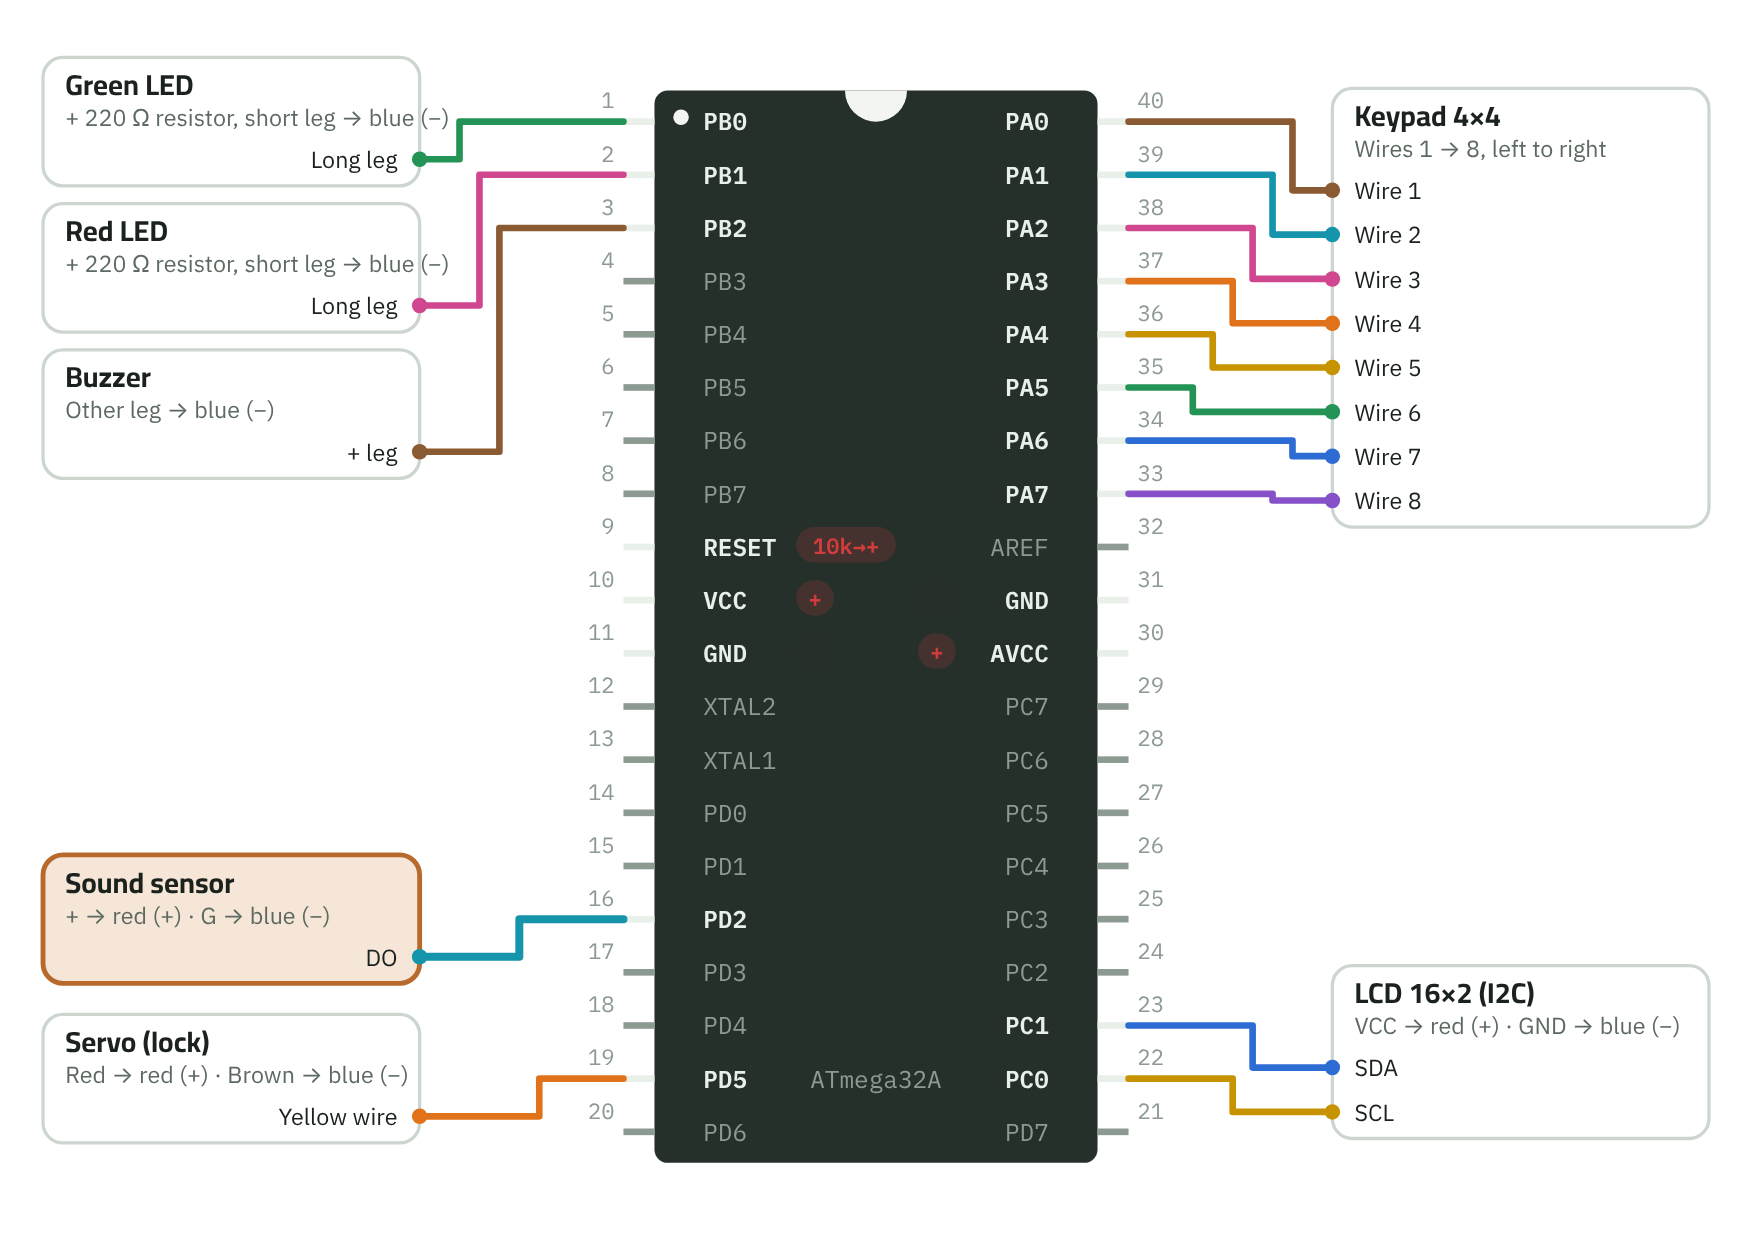 Green LED
+ 220 Ω resistor, short leg → blue (–)
Long leg
Red LED
+ 220 Ω resistor, short leg → blue (–)
Long leg
Buzzer
Other leg → blue (–)
+ leg
Sound sensor
+ → red (+) · G → blue (–)
DO
Servo (lock)
Red → red (+) · Brown → blue (–)
Yellow wire
1 PB0 PA0 40
2 PB1 PA1 39
3 PB2 PA2 38
4 PB3 PA3 37
5 PB4 PA4 36
6 PB5 PA5 35
7 PB6 PA6 34
8 PB7 PA7 33
9 RESET 10k→+ AREF 32
10 VCC + GND 31
11 GND + AVCC 30
12 XTAL2 PC7 29
13 XTAL1 PC6 28
14 PD0 PC5 27
15 PD1 PC4 26
16 PD2 PC3 25
17 PD3 PC2 24
18 PD4 PC1 23
19 PD5 ATmega32A PC0 22
20 PD6 PD7 21
Keypad 4×4
Wires 1 → 8, left to right
Wire 1
Wire 2
Wire 3
Wire 4
Wire 5
Wire 6
Wire 7
Wire 8
LCD 16×2 (I2C)
VCC → red (+) · GND → blue (–)
SDA
SCL